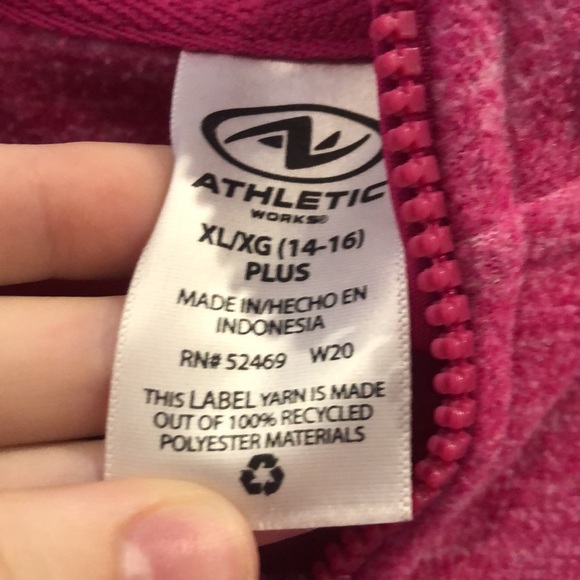 ATHLETIC
WORKS®
XL/XG (14-16)
PLUS
MADE IN/HECHO EN
INDONESIA
RN# 52469 W20
THIS LABEL YARN IS MADE
OUT OF 100% RECYCLED
POLYESTER MATERIALS